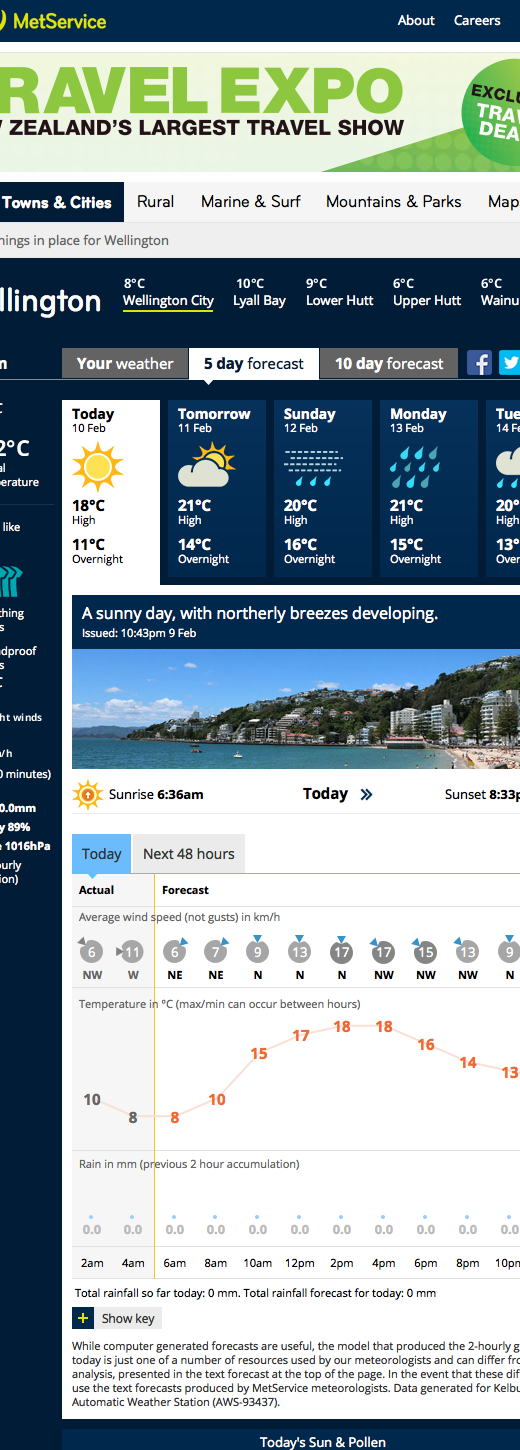 MetService
About Careers
RAVEL EXPO
ZEALAND'S LARGEST TRAVEL SHOW
TRAV
DEA
Towns & Cities Rural Marine & Surf Mountains & Parks Map
nings in place for Wellington
llington
8°C 10°C 9°C 6°C 6°C
Wellington City Lyall Bay Lower Hutt Upper Hutt Wainu
Your weather 5 day forecast 10 day forecast
Today Tomorrow Sunday Monday Tue
10 Feb 11 Feb 12 Feb 13 Feb 14 Fe
18°C 21°C 20°C 21°C 20°
High High High High High
11°C 14°C 16°C 15°C 13°
Overnight Overnight Overnight Overnight Overn
2°C
al
perature
like
thing
s
dproof
s
ht winds
/h
0 minutes)
0.0mm
y 89%
e 1016hPa
ourly
ion)
A sunny day, with northerly breezes developing.
Issued: 10:43pm 9 Feb
Sunrise 6:36am Today Sunset 8:33p
Today Next 48 hours
Actual Forecast
Average wind speed (not gusts) in km/h
6 11 6 7 9 13 17 17 15 13 9
NW W NE NE N N N NW NW NW N
Temperature in °C (max/min can occur between hours)
10 8 8 10 15 17 18 18 16 14 13
Rain in mm (previous 2 hour accumulation)
0.0 0.0 0.0 0.0 0.0 0.0 0.0 0.0 0.0 0.0 0.0
2am 4am 6am 8am 10am 12pm 2pm 4pm 6pm 8pm 10pm
Total rainfall so far today: 0 mm. Total rainfall forecast for today: 0 mm
+ Show key
While computer generated forecasts are useful, the model that produced the 2-hourly g
today is just one of a number of resources used by our meteorologists and can differ fro
analysis, presented in the text forecast at the top of the page. In the event that these dif
use the text forecasts produced by MetService meteorologists. Data generated for Kelbu
Automatic Weather Station (AWS-93437).
Today's Sun & Pollen